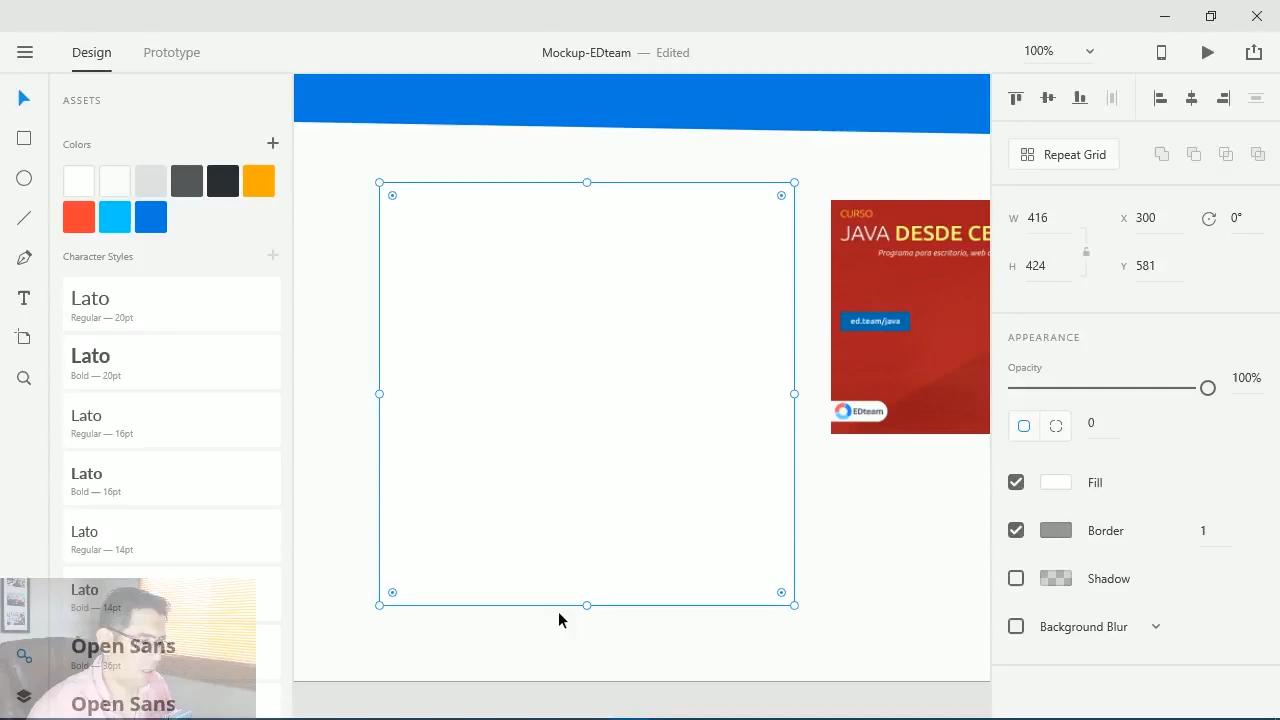 Design
Prototype
Mockup-EDteam — Edited
100%
ASSETS
Colors
Character Styles
Lato
Regular — 20pt
Lato
Bold — 20pt
Lato
Regular — 16pt
Lato
Bold — 16pt
Lato
Regular — 14pt
Lato
Bold — 14pt
Open Sans
Bold — 36pt
Open Sans
CURSO
JAVA DESDE CE
Programa para escritorio, web
ed.team/java
EDteam
Repeat Grid
W 416
X 300
0°
H 424
Y 581
APPEARANCE
Opacity
100%
0
Fill
Border
1
Shadow
Background Blur